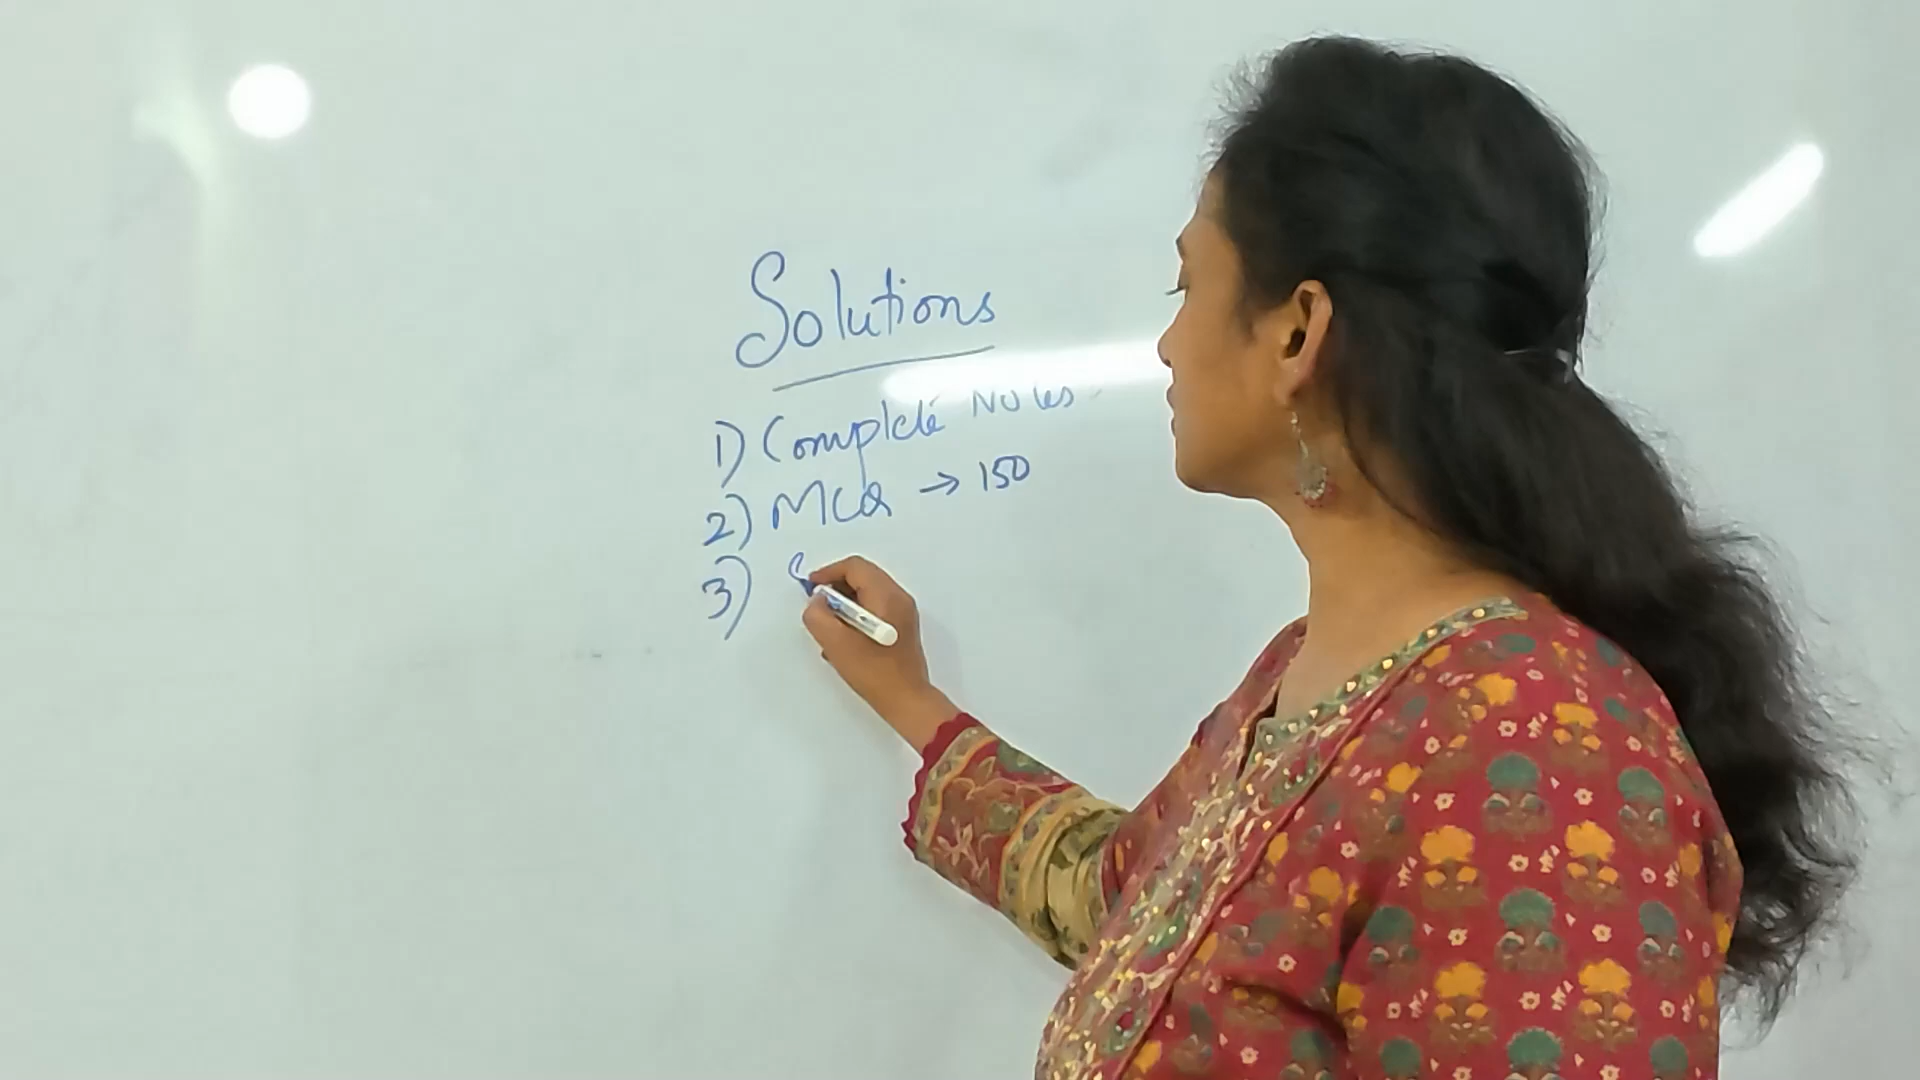 Solutions
1) Complete Notes
2) MCQ → 150
3)